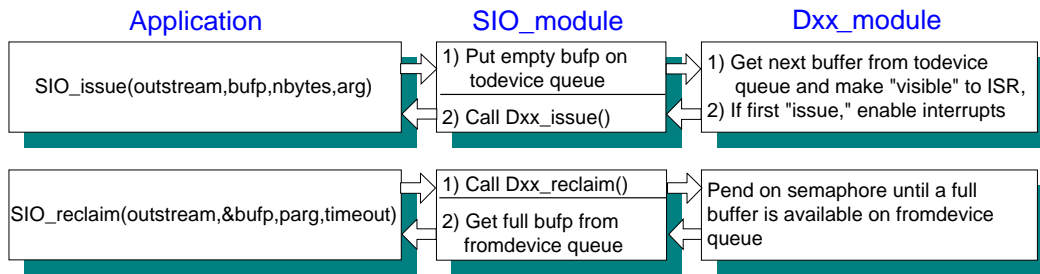 Application
SIO_module
Dxx_module
SIO_issue(outstream,bufp,nbytes,arg)
1) Put empty bufp on
todevice queue
2) Call Dxx_issue()
1) Get next buffer from todevice
queue and make "visible" to ISR,
2) If first "issue," enable interrupts
SIO_reclaim(outstream,&bufp,parg,timeout)
1) Call Dxx_reclaim()
2) Get full bufp from
fromdevice queue
Pend on semaphore until a full
buffer is available on fromdevice
queue